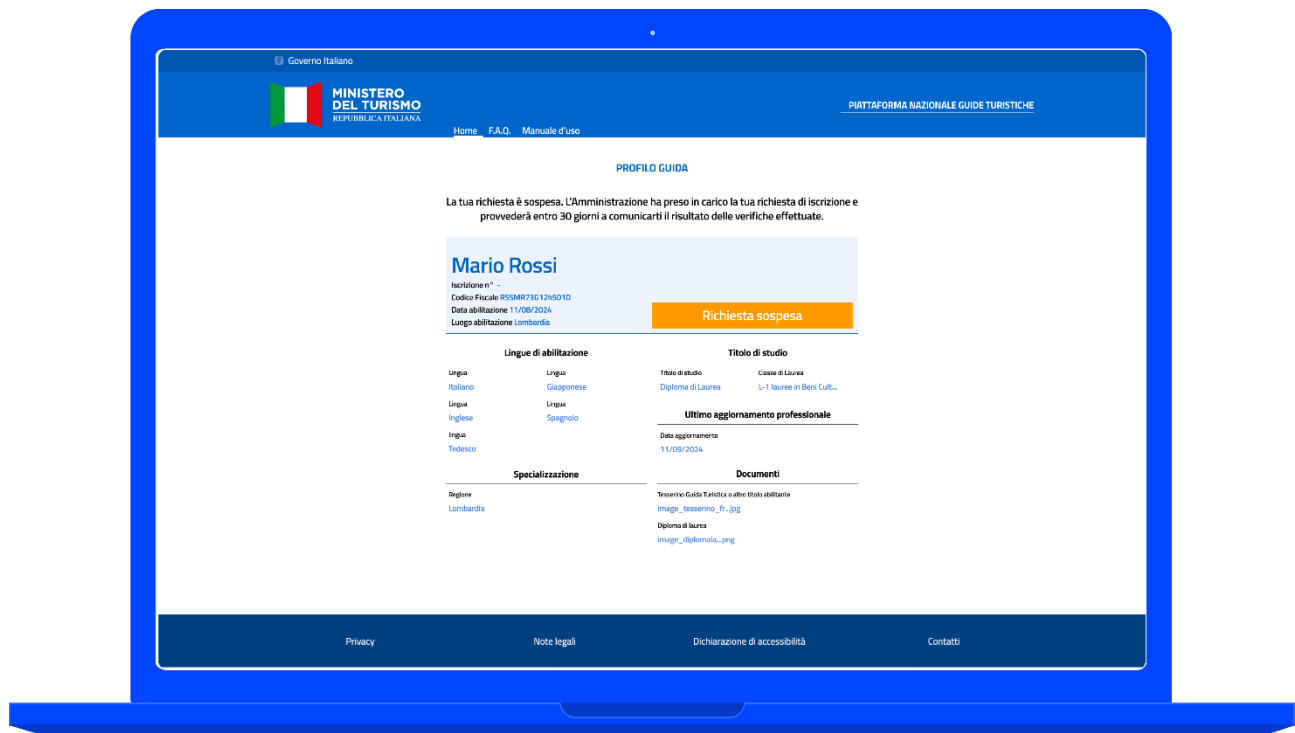 Governo Italiano
MINISTERO
DEL TURISMO
REPUBBLICA ITALIANA
PIATTAFORMA NAZIONALE GUIDE TURISTICHE
Home F.A.Q. Manuale d'uso
PROFILO GUIDA
La tua richiesta è sospesa. L'Amministrazione ha preso in carico la tua richiesta di iscrizione e
provvederà entro 30 giorni a comunicarti il risultato delle verifiche effettuate.
Mario Rossi
Iscrizione n° -
Codice Fiscale RSSMR73G12h501D
Data abilitazione 11/08/2024
Luogo abilitazione Lombardia
Richiesta sospesa
Lingue di abilitazione
Lingua Lingua
Italiano Giapponese
Lingua Lingua
Inglese Spagnolo
lingua
Tedesco
Titolo di studio
Titolo di studio Classe di Laurea
Diploma di Laurea L-1 lauree in Beni Cult...
Ultimo aggiornamento professionale
Data aggiornamento
11/09/2024
Specializzazione
Regione
Lombardia
Documenti
Tesserino Guida Turistica o altro titolo abilitante
image_tesserino_fr...jpg
Diploma di laurea
image_diplomala...png
Privacy Note legali Dichiarazione di accessibilità Contatti